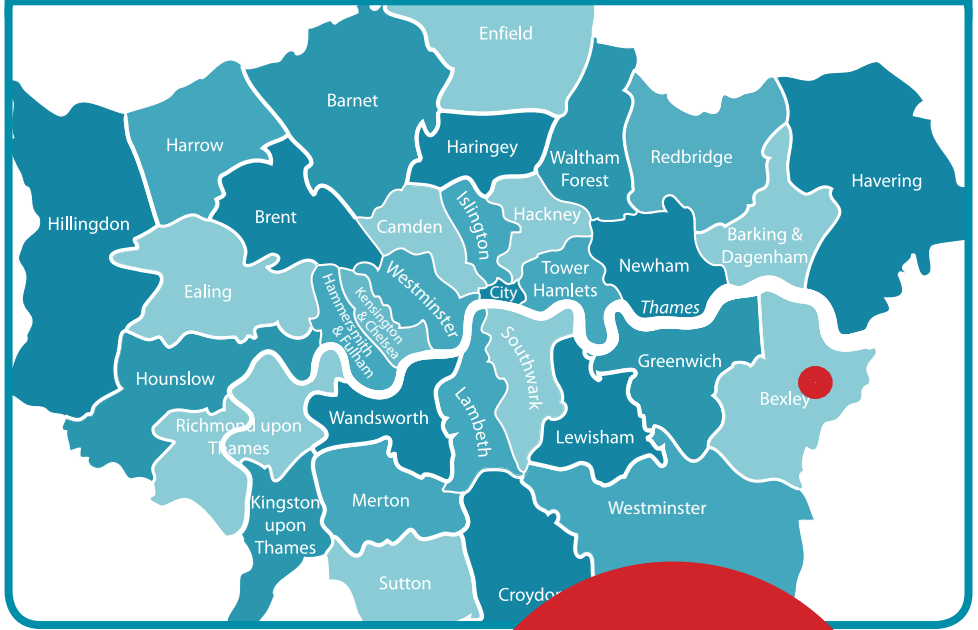 Enfield
Barnet
Harrow
Haringey
Waltham
Forest
Redbridge
Havering
Hillingdon
Brent
Camden
Islington
Hackney
Barking &
Dagenham
Ealing
Hammersmith
& Fulham
Kensington
& Chelsea
Westminster
City
Tower
Hamlets
Newham
Thames
Hounslow
Southwark
Greenwich
Bexley
Richmond upon
Thames
Wandsworth
Lambeth
Lewisham
Kingston
upon
Thames
Merton
Westminster
Sutton
Croydon